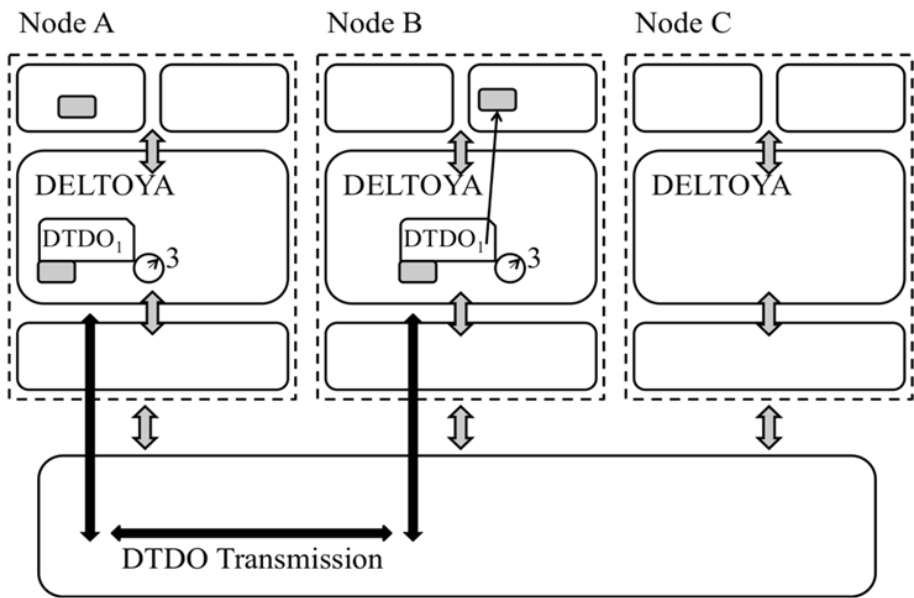 Node A
Node B
Node C
DELTOYA
DELTOYA
DELTOYA
DTDO₁
3
DTDO₁
3
DTDO Transmission